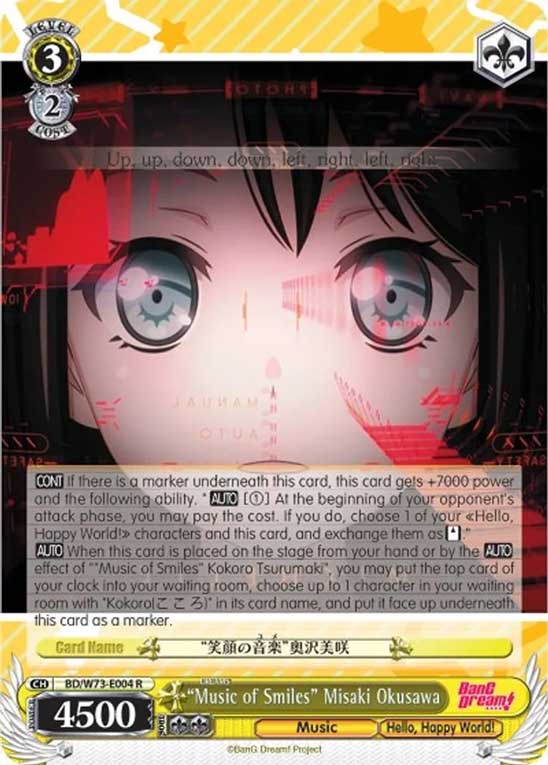 LEVEL
3
2
COST
PHOTO
NAVI
Up, up, down, down, left, right, left, right
MANUAL
AUTO
SAFETY
CONT If there is a marker underneath this card, this card gets +7000 power
and the following ability. "AUTO [①] At the beginning of your opponent's
attack phase, you may pay the cost. If you do, choose 1 of your «Hello,
Happy World!» characters and this card, and exchange them as ."
AUTO When this card is placed on the stage from your hand or by the AUTO
effect of ""Music of Smiles" Kokoro Tsurumaki", you may put the top card of
your clock into your waiting room, choose up to 1 character in your waiting
room with "Kokoro(こころ)" in its card name, and put it face up underneath
this card as a marker.
Card Name
"笑顔の音楽"奥沢美咲
CH BD/W73-E004 R
"Music of Smiles" Misaki Okusawa
BanG Dream!
POWER
4500
SOUL
Music
Hello, Happy World!
©BanG Dream! Project